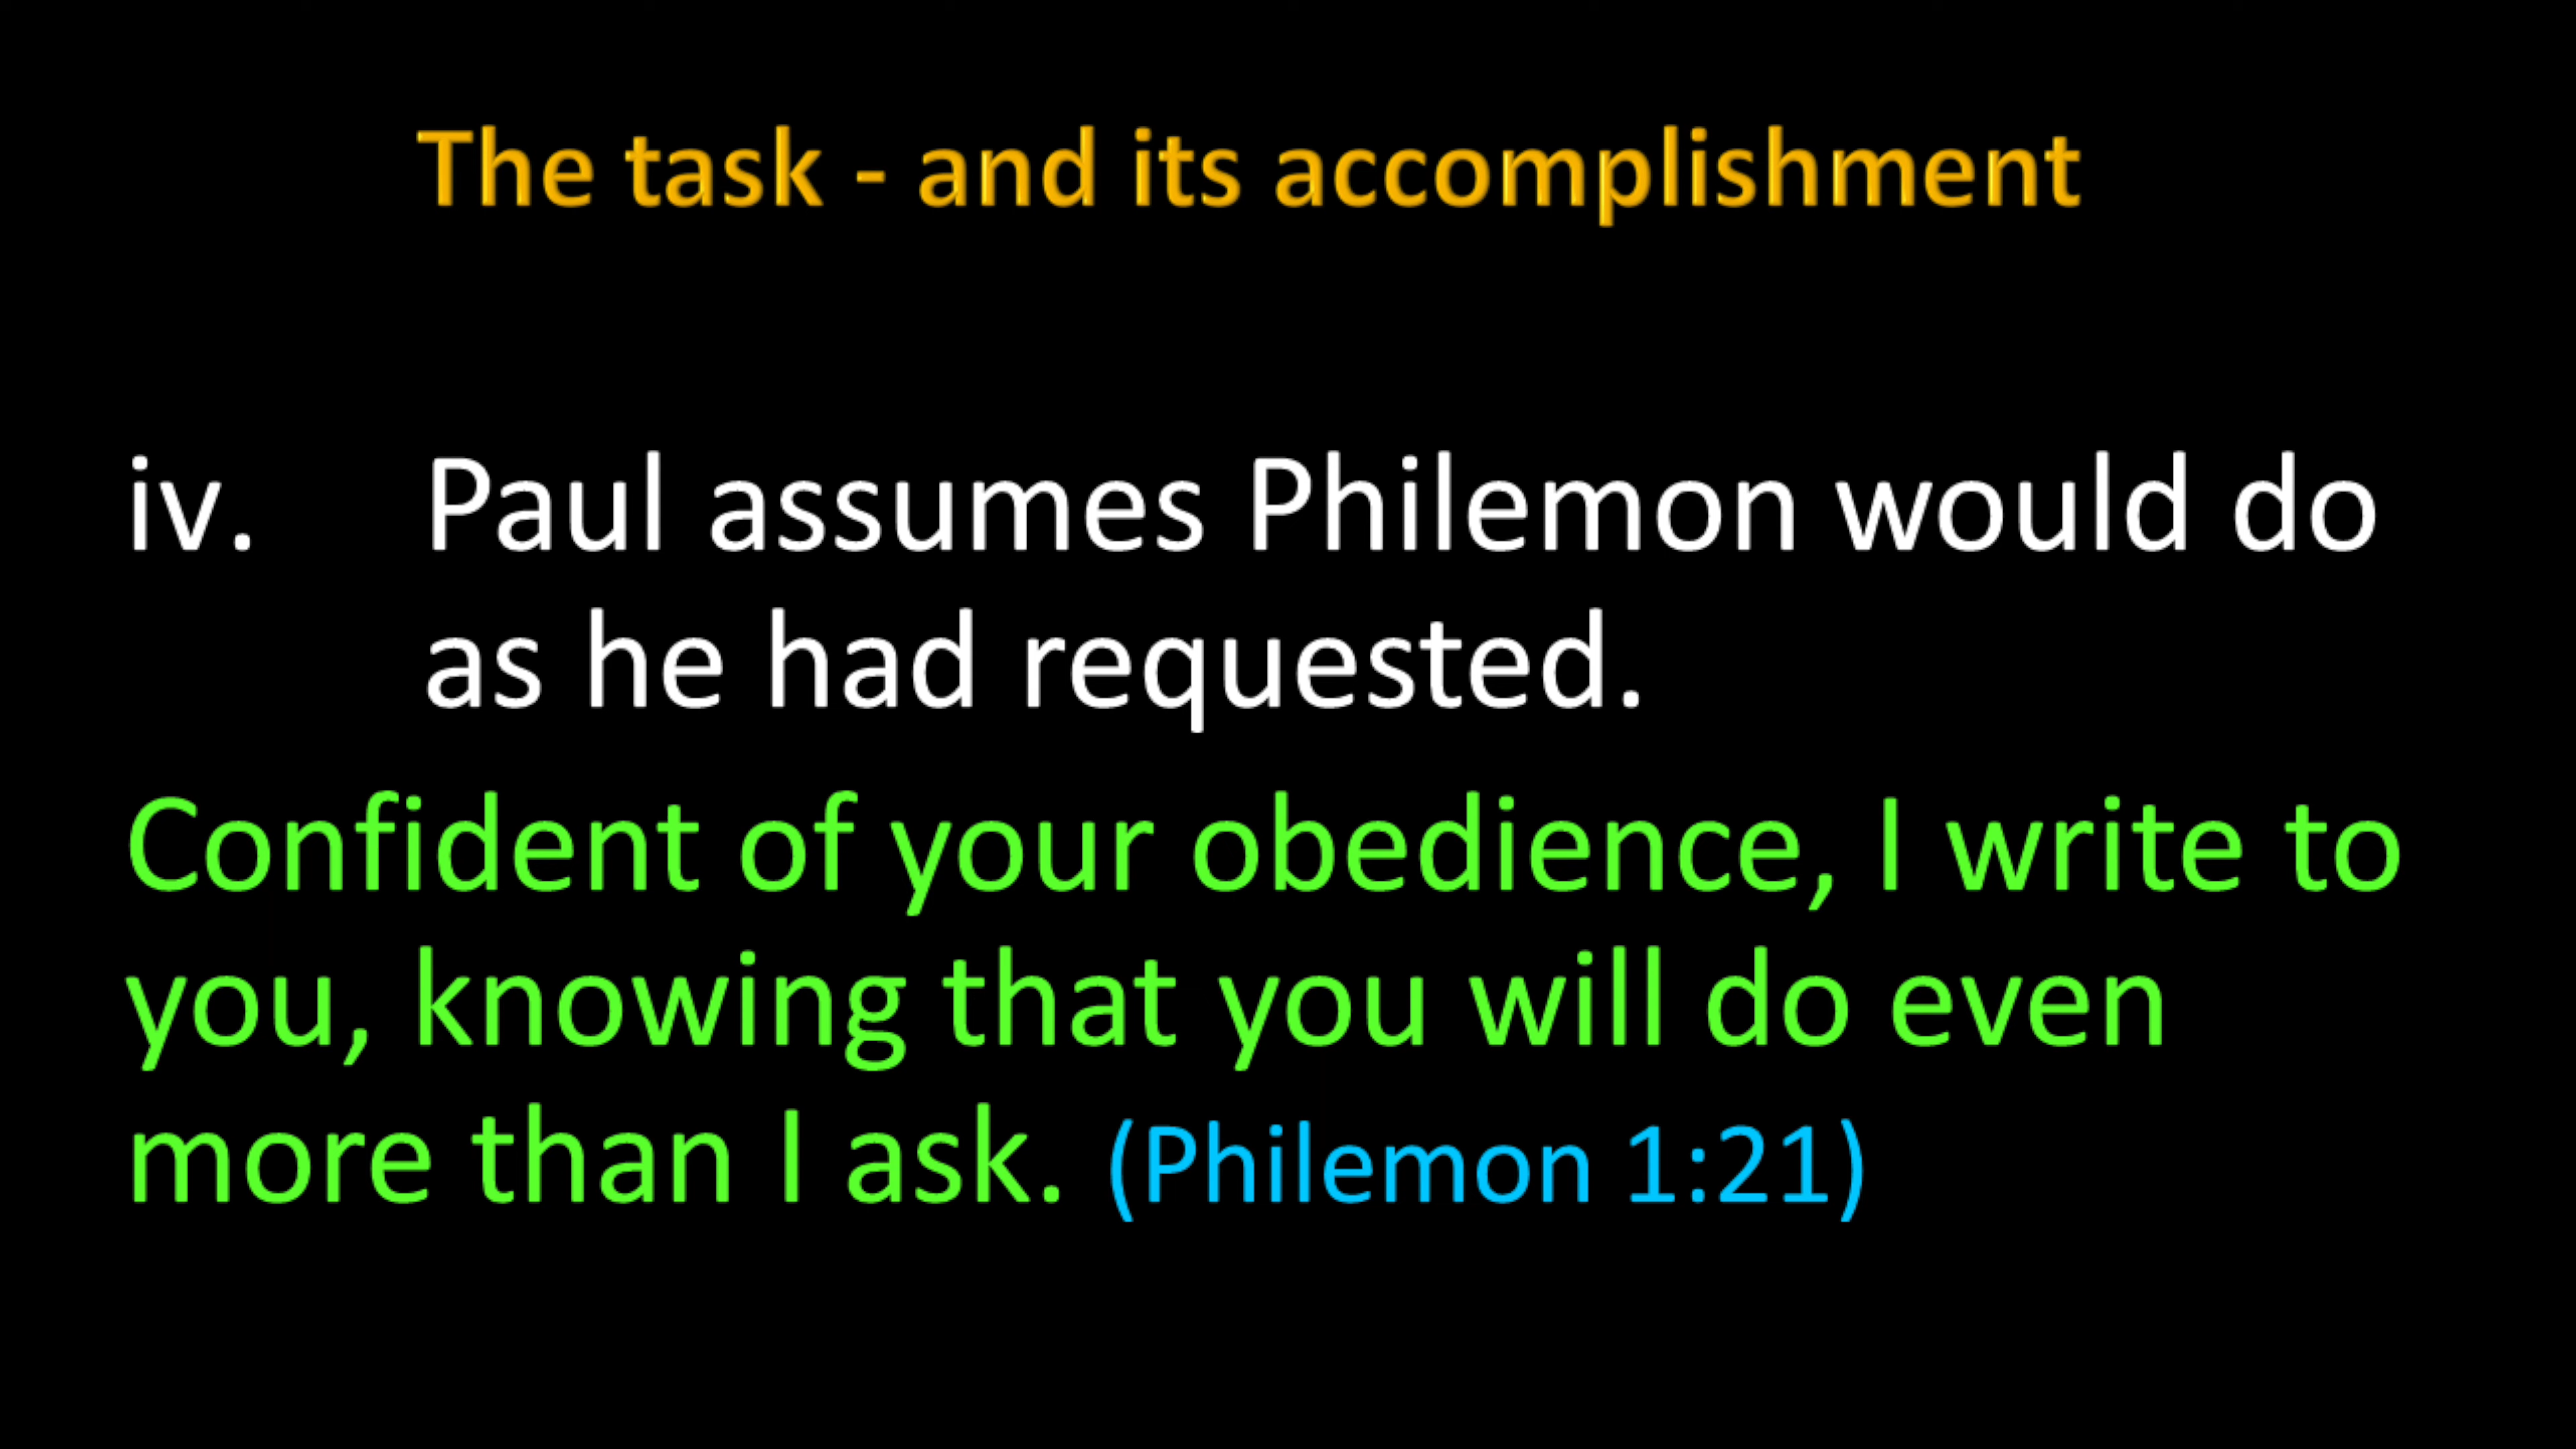 The task - and its accomplishment
iv. Paul assumes Philemon would do
as he had requested.
Confident of your obedience, I write to
you, knowing that you will do even
more than I ask. (Philemon 1:21)